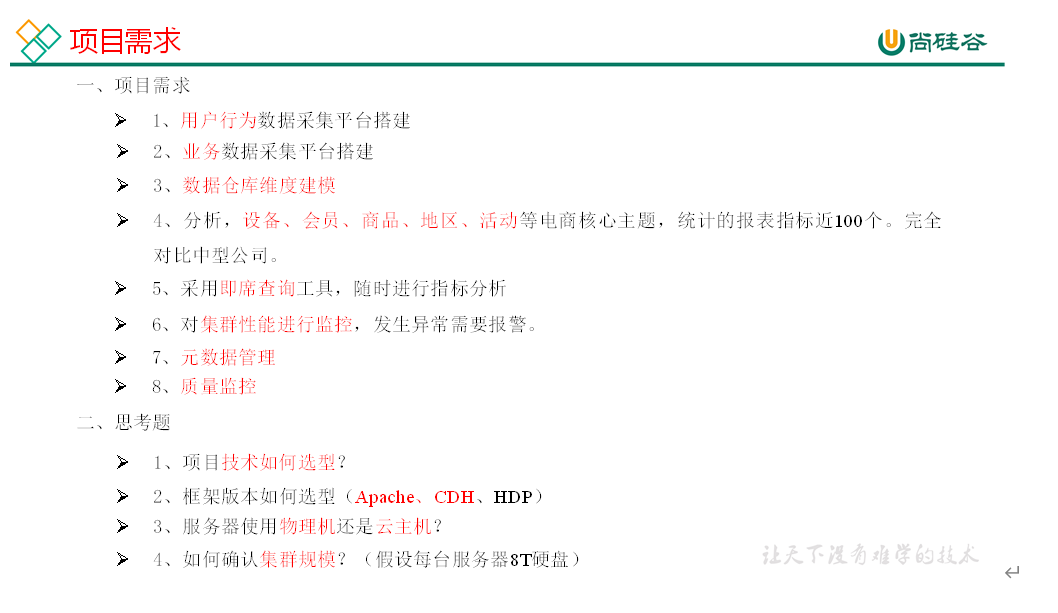 项目需求
尚硅谷
一、项目需求
➢ 1、用户行为数据采集平台搭建
➢ 2、业务数据采集平台搭建
➢ 3、数据仓库维度建模
➢ 4、分析，设备、会员、商品、地区、活动等电商核心主题，统计的报表指标近100个。完全
对比中型公司。
➢ 5、采用即席查询工具，随时进行指标分析
➢ 6、对集群性能进行监控，发生异常需要报警。
➢ 7、元数据管理
➢ 8、质量监控
二、思考题
➢ 1、项目技术如何选型？
➢ 2、框架版本如何选型（Apache、CDH、HDP）
➢ 3、服务器使用物理机还是云主机？
➢ 4、如何确认集群规模？（假设每台服务器8T硬盘）
让天下没有难学的技术